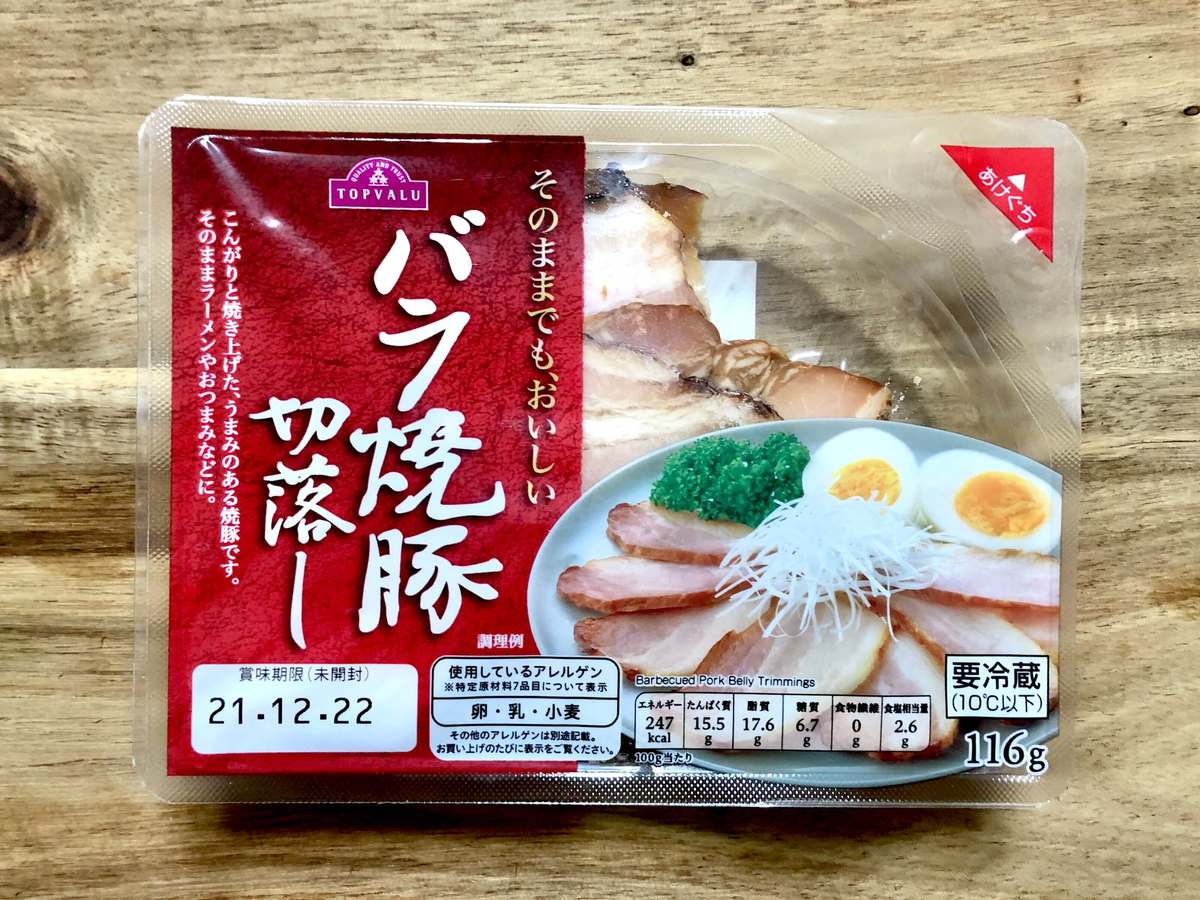 QUALITY AND TRUST
TOPVALU
そのままでも、おいしい
バラ焼豚
切落し
こんがりと焼き上げた、うまみのある焼豚です。
そのままラーメンやおつまみなどに。
あけぐち
調理例
賞味期限(未開封)
21.12.22
使用しているアレルゲン
※特定原材料7品目について表示
卵・乳・小麦
その他のアレルゲンは別途記載。
お買い上げのたびに表示をご覧ください。
Barbecued Pork Belly Trimmings
エネルギー たんぱく質 脂質 糖質 食物繊維 食塩相当量
247 15.5 17.6 6.7 0 2.6
kcal g g g g g
100g当たり
要冷蔵
(10℃以下)
116g